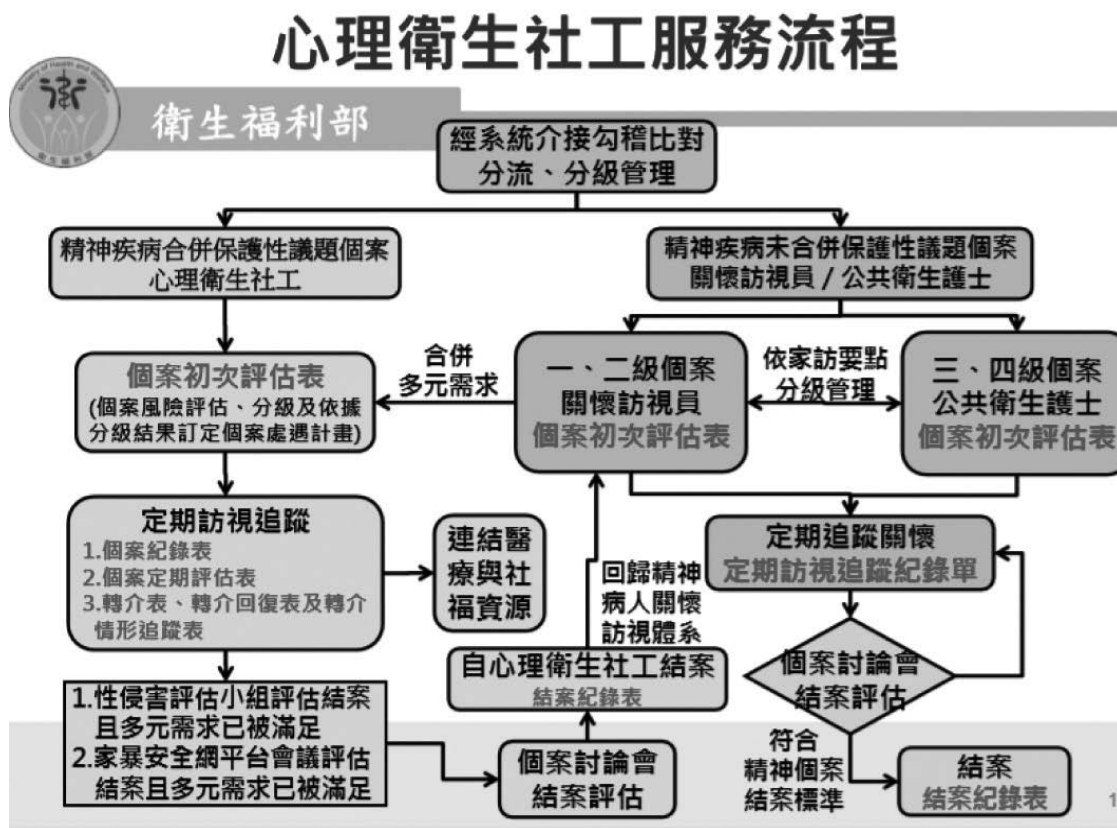 心理衛生社工服務流程
衛生福利部
經系統介接勾稽比對
分流、分級管理
精神疾病合併保護性議題個案
心理衛生社工
精神疾病未合併保護性議題個案
關懷訪視員 / 公共衛生護士
個案初次評估表
(個案風險評估、分級及依據
分級結果訂定個案處遇計畫)
合併
多元需求
一、二級個案
關懷訪視員
個案初次評估表
依家訪要點
分級管理
三、四級個案
公共衛生護士
個案初次評估表
定期訪視追蹤
1.個案紀錄表
2.個案定期評估表
3.轉介表、轉介回復表及轉介
情形追蹤表
連結醫
療與社
福資源
回歸精神
病人關懷
訪視體系
定期追蹤關懷
定期訪視追蹤紀錄單
自心理衛生社工結案
結案紀錄表
個案討論會
結案評估
1.性侵害評估小組評估結案
且多元需求已被滿足
2.家暴安全網平台會議評估
結案且多元需求已被滿足
個案討論會
結案評估
符合
精神個案
結案標準
結案
結案紀錄表
1